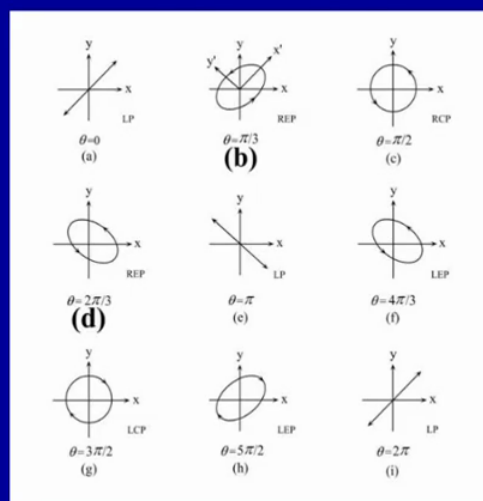 y
x
LP
θ=0
(a)
y
y'
x'
x
REP
θ=π/3
(b)
y
x
RCP
θ=π/2
(c)
y
x
REP
θ=2π/3
(d)
y
x
LP
θ=π
(e)
y
x
LEP
θ=4π/3
(f)
y
x
LCP
θ=3π/2
(g)
y
x
LEP
θ=5π/2
(h)
y
x
LP
θ=2π
(i)